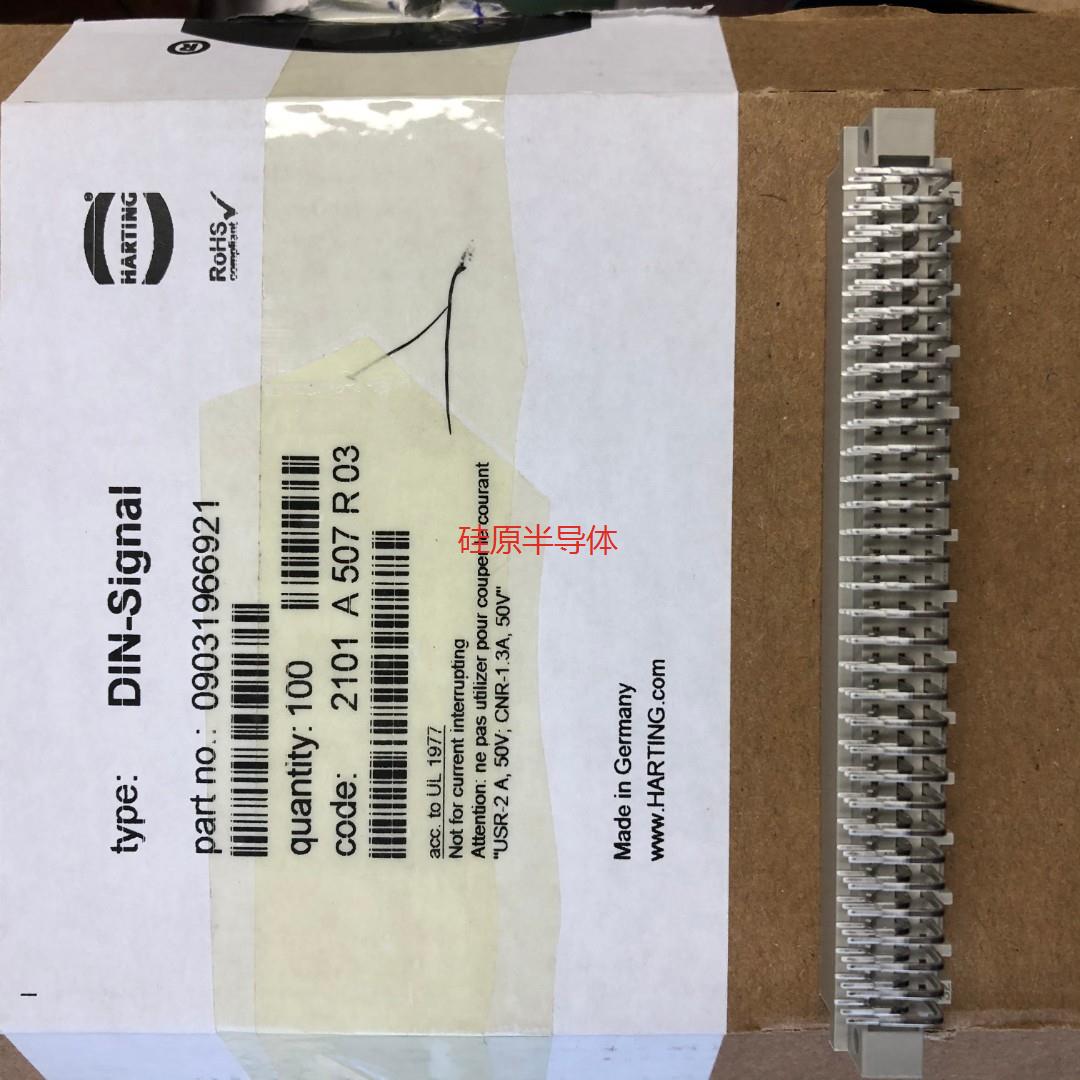 ®
HARTING®
RoHS
compliant
type: DIN-Signal
part no.: 09031966921
quantity: 100
code: 2101 A 507 R 03
acc. to UL 1977
Not for current interrupting
Attention: ne pas utilizer pour couper le courant
"USR-2 A, 50V; CNR-1.3A, 50V"
Made in Germany
www.HARTING.com
硅原半导体
1
32